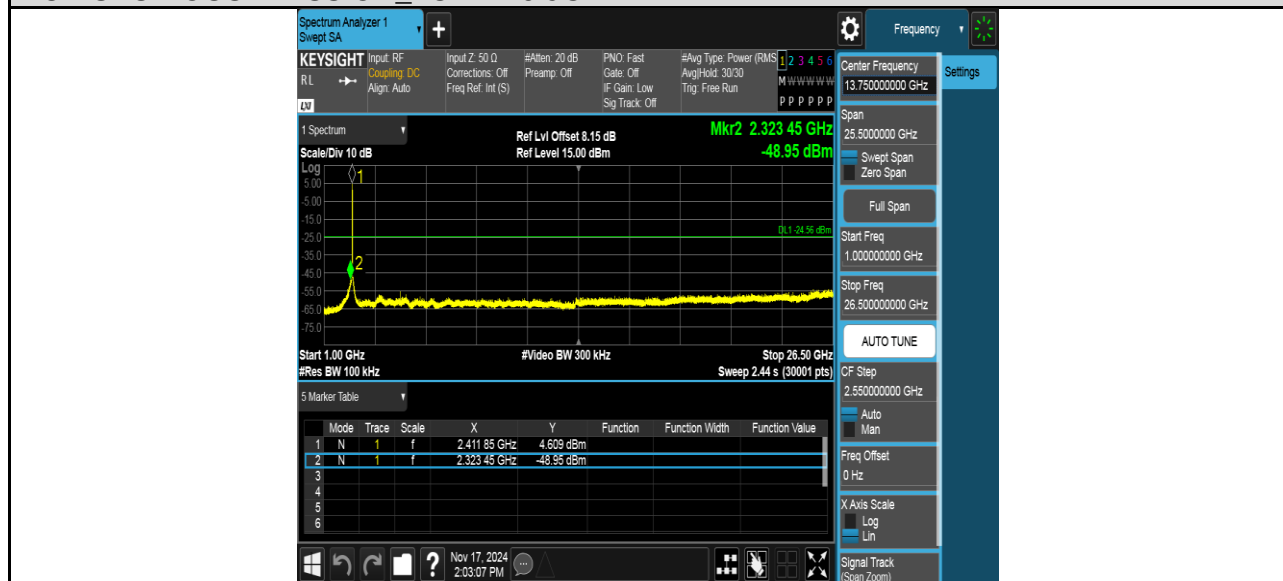 Spectrum Analyzer 1
Swept SA
Frequency
KEYSIGHT
RL
LXI
Input: RF
Coupling: DC
Align: Auto
Input Z: 50 Ω
Corrections: Off
Freq Ref: Int (S)
#Atten: 20 dB
Preamp: Off
PNO: Fast
Gate: Off
IF Gain: Low
Sig Track: Off
#Avg Type: Power (RMS
Avg|Hold: 30/30
Trig: Free Run
1 2 3 4 5 6
M W W W W W
P P P P P P
1 Spectrum
Scale/Div 10 dB
Ref Lvl Offset 8.15 dB
Ref Level 15.00 dBm
Mkr2 2.323 45 GHz
-48.95 dBm
Log
5.00
-5.00
-15.0
-25.0
-35.0
-45.0
-55.0
-65.0
-75.0
1
2
DL1 -24.56 dBm
Start 1.00 GHz
#Res BW 100 kHz
#Video BW 300 kHz
Stop 26.50 GHz
Sweep 2.44 s (30001 pts)
5 Marker Table
Mode Trace Scale X Y Function Function Width Function Value
1 N 1 f 2.411 85 GHz 4.609 dBm
2 N 1 f 2.323 45 GHz -48.95 dBm
3
4
5
6
Nov 17, 2024
2:03:07 PM
Center Frequency
13.750000000 GHz
Span
25.5000000 GHz
Swept Span
Zero Span
Full Span
Start Freq
1.000000000 GHz
Stop Freq
26.500000000 GHz
AUTO TUNE
CF Step
2.550000000 GHz
Auto
Man
Freq Offset
0 Hz
X Axis Scale
Log
Lin
Signal Track
(Span Zoom)
Settings